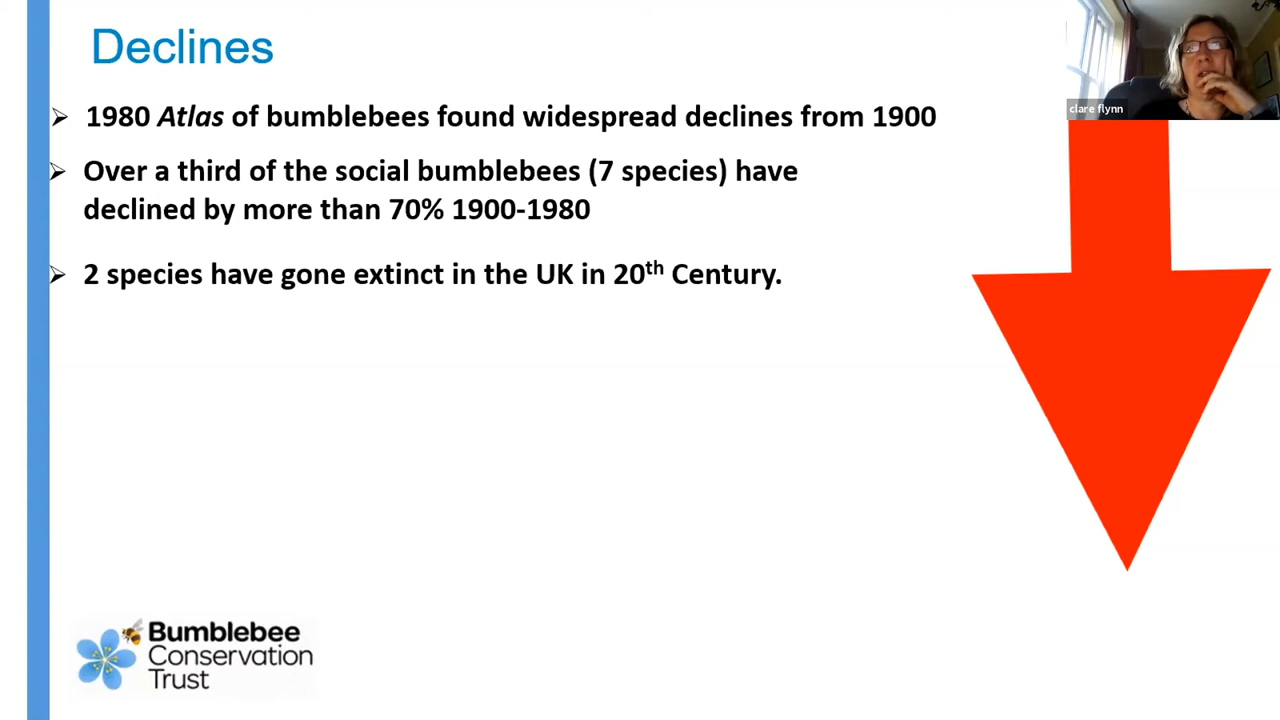 Declines
clare flynn
➢ 1980 Atlas of bumblebees found widespread declines from 1900
➢ Over a third of the social bumblebees (7 species) have
declined by more than 70% 1900-1980
➢ 2 species have gone extinct in the UK in 20th Century.
Bumblebee
Conservation
Trust